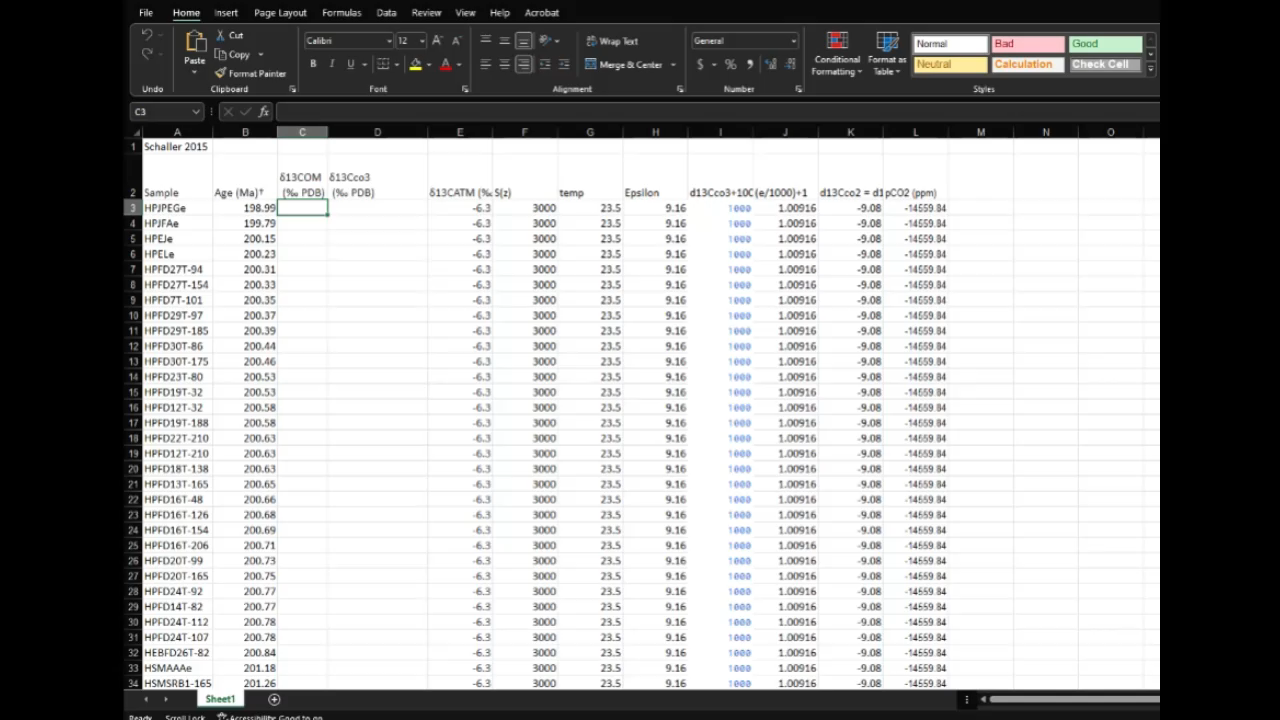 File Home Insert Page Layout Formulas Data Review View Help Acrobat
Cut
Copy
Format Painter
Paste
Calibri 12
Wrap Text
Merge & Center
General
Conditional Formatting
Format as Table
Normal Bad Good
Neutral Calculation Check Cell
Undo Clipboard Font Alignment Number Styles
C3 fx
A B C D E F G H I J K L M N O
1 Schaller 2015
δ13COM δ13Cco3
2 Sample Age (Ma)† (‰ PDB) (‰ PDB) δ13CATM (‰ S(z) temp Epsilon d13Cco3+10C (e/1000)+1 d13Cco2 = d1 pCO2 (ppm)
3 HPJPEGe 198.99 -6.3 3000 23.5 9.16 1000 1.00916 -9.08 -14559.84
4 HPJFAe 199.79 -6.3 3000 23.5 9.16 1000 1.00916 -9.08 -14559.84
5 HPEJe 200.15 -6.3 3000 23.5 9.16 1000 1.00916 -9.08 -14559.84
6 HPELe 200.23 -6.3 3000 23.5 9.16 1000 1.00916 -9.08 -14559.84
7 HPFD27T-94 200.31 -6.3 3000 23.5 9.16 1000 1.00916 -9.08 -14559.84
8 HPFD27T-154 200.33 -6.3 3000 23.5 9.16 1000 1.00916 -9.08 -14559.84
9 HPFD7T-101 200.35 -6.3 3000 23.5 9.16 1000 1.00916 -9.08 -14559.84
10 HPFD29T-97 200.37 -6.3 3000 23.5 9.16 1000 1.00916 -9.08 -14559.84
11 HPFD29T-185 200.39 -6.3 3000 23.5 9.16 1000 1.00916 -9.08 -14559.84
12 HPFD30T-86 200.44 -6.3 3000 23.5 9.16 1000 1.00916 -9.08 -14559.84
13 HPFD30T-175 200.46 -6.3 3000 23.5 9.16 1000 1.00916 -9.08 -14559.84
14 HPFD23T-80 200.53 -6.3 3000 23.5 9.16 1000 1.00916 -9.08 -14559.84
15 HPFD19T-32 200.53 -6.3 3000 23.5 9.16 1000 1.00916 -9.08 -14559.84
16 HPFD12T-32 200.58 -6.3 3000 23.5 9.16 1000 1.00916 -9.08 -14559.84
17 HPFD19T-188 200.58 -6.3 3000 23.5 9.16 1000 1.00916 -9.08 -14559.84
18 HPFD22T-210 200.63 -6.3 3000 23.5 9.16 1000 1.00916 -9.08 -14559.84
19 HPFD12T-210 200.63 -6.3 3000 23.5 9.16 1000 1.00916 -9.08 -14559.84
20 HPFD18T-138 200.63 -6.3 3000 23.5 9.16 1000 1.00916 -9.08 -14559.84
21 HPFD13T-165 200.65 -6.3 3000 23.5 9.16 1000 1.00916 -9.08 -14559.84
22 HPFD16T-48 200.66 -6.3 3000 23.5 9.16 1000 1.00916 -9.08 -14559.84
23 HPFD16T-126 200.68 -6.3 3000 23.5 9.16 1000 1.00916 -9.08 -14559.84
24 HPFD16T-154 200.69 -6.3 3000 23.5 9.16 1000 1.00916 -9.08 -14559.84
25 HPFD16T-206 200.71 -6.3 3000 23.5 9.16 1000 1.00916 -9.08 -14559.84
26 HPFD20T-99 200.73 -6.3 3000 23.5 9.16 1000 1.00916 -9.08 -14559.84
27 HPFD20T-165 200.75 -6.3 3000 23.5 9.16 1000 1.00916 -9.08 -14559.84
28 HPFD24T-92 200.77 -6.3 3000 23.5 9.16 1000 1.00916 -9.08 -14559.84
29 HPFD14T-82 200.77 -6.3 3000 23.5 9.16 1000 1.00916 -9.08 -14559.84
30 HPFD24T-112 200.78 -6.3 3000 23.5 9.16 1000 1.00916 -9.08 -14559.84
31 HPFD24T-107 200.78 -6.3 3000 23.5 9.16 1000 1.00916 -9.08 -14559.84
32 HEBFD26T-82 200.84 -6.3 3000 23.5 9.16 1000 1.00916 -9.08 -14559.84
33 HSMAAAe 201.18 -6.3 3000 23.5 9.16 1000 1.00916 -9.08 -14559.84
34 HSMSRB1-165 201.26 -6.3 3000 23.5 9.16 1000 1.00916 -9.08 -14559.84
Sheet1
Ready Scroll Lock Accessibility: Good to go